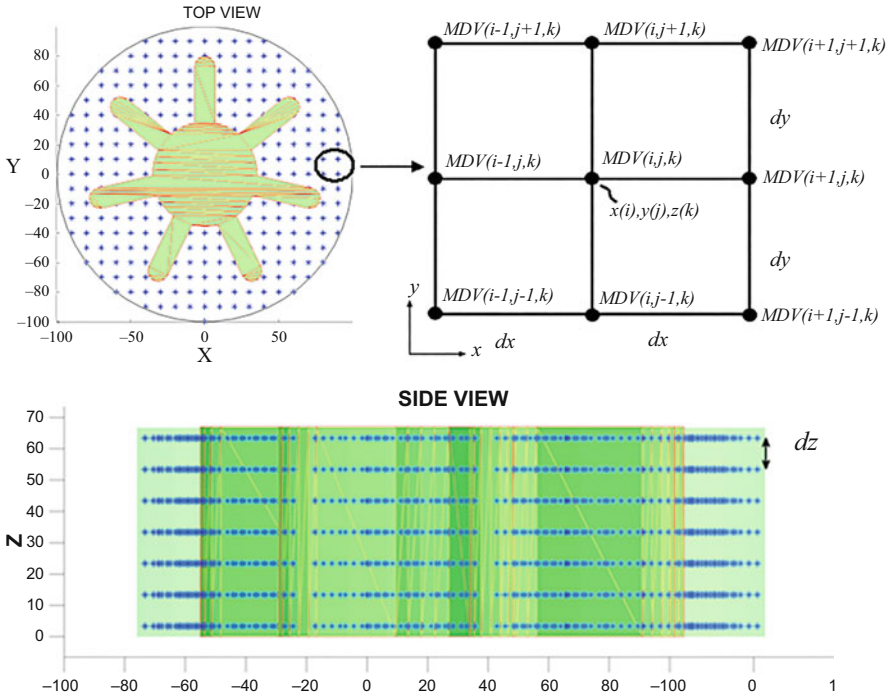 TOP VIEW
80
60
40
20
0
−20
−40
−60
−80
−100
Y
−100
−50
0
50
X
MDV(i-1,j+1,k)
MDV(i,j+1,k)
MDV(i+1,j+1,k)
dy
MDV(i-1,j,k)
MDV(i,j,k)
MDV(i+1,j,k)
x(i),y(j),z(k)
dy
y
MDV(i-1,j-1,k)
MDV(i,j-1,k)
MDV(i+1,j-1,k)
x
dx
dx
SIDE VIEW
70
60
50
40
30
20
10
0
Z
dz
−100
−80
−60
−40
−20
0
20
40
60
80
−100
0
1